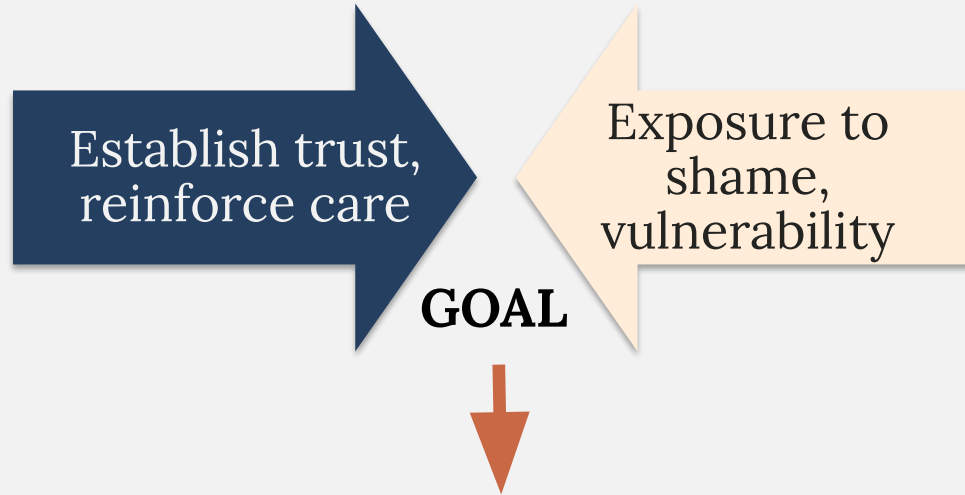 Establish trust,
reinforce care
Exposure to
shame,
vulnerability
GOAL